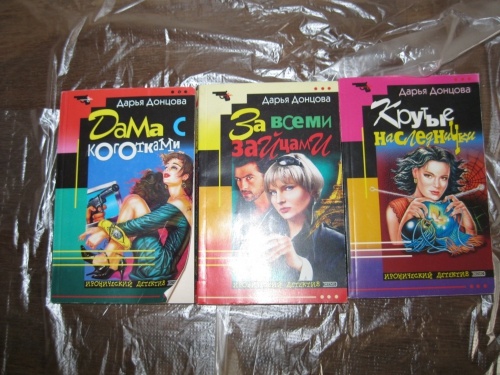 Дарья Донцова
Дама с
коготками
Иронический детектив
Дарья Донцова
За всеми
зайцами
Иронический детектив
Дарья Донцова
Крутые
наследнички
Иронический детектив